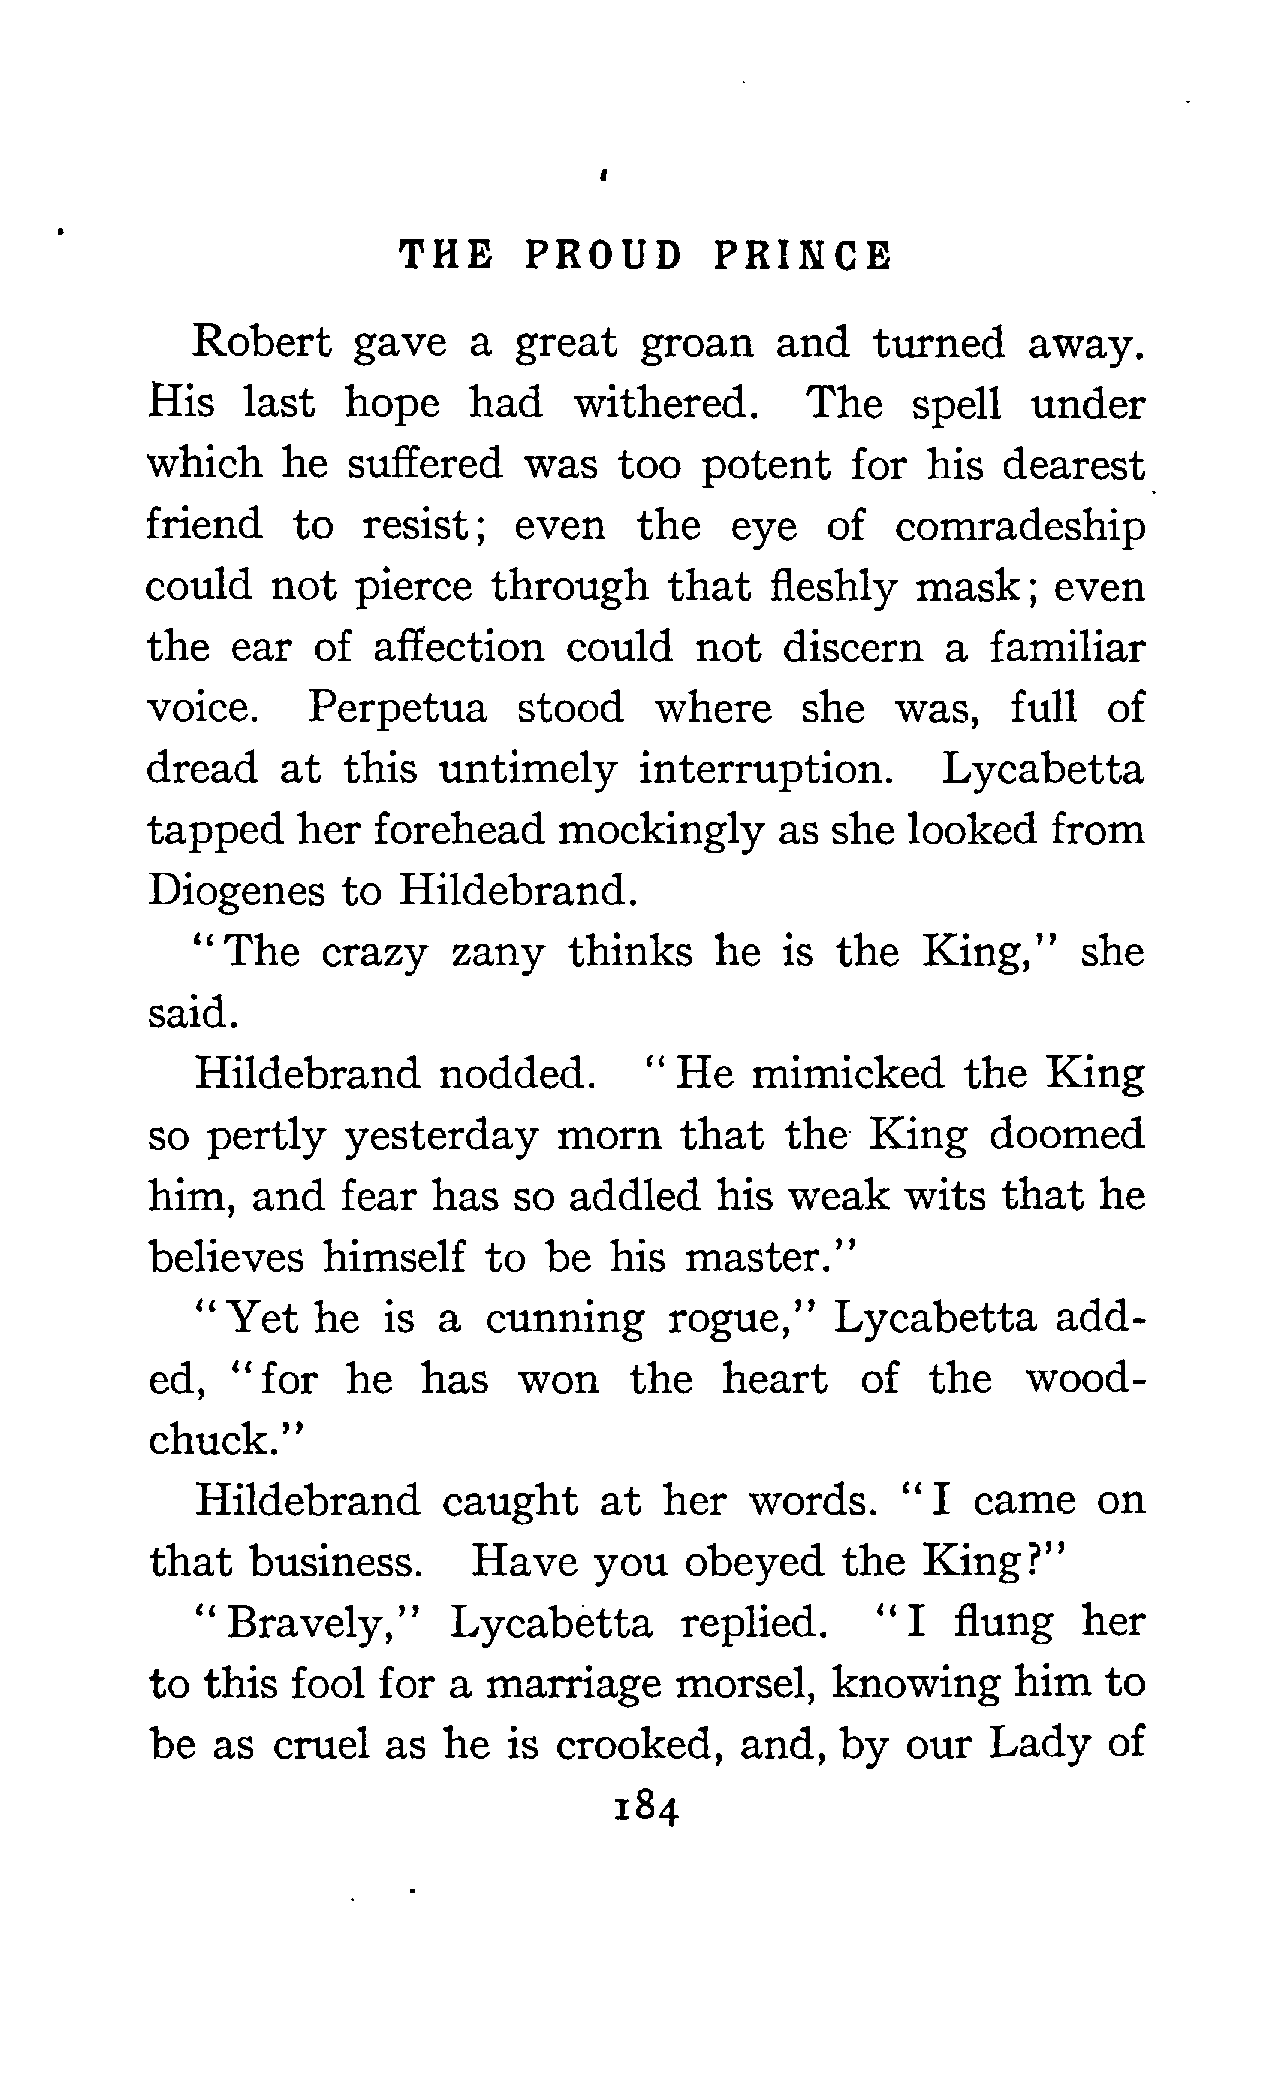 THE PROUD PRINCE
Robert gave a great groan and turned away.
His last hope had withered. The spell under
which he suffered was too potent for his dearest
friend to resist; even the eye of comradeship
could not pierce through that fleshly mask; even
the ear of affection could not discern a familiar
voice. Perpetua stood where she was, full of
dread at this untimely interruption. Lycabetta
tapped her forehead mockingly as she looked from
Diogenes to Hildebrand.
"The crazy zany thinks he is the King," she
said.
Hildebrand nodded. "He mimicked the King
so pertly yesterday morn that the King doomed
him, and fear has so addled his weak wits that he
believes himself to be his master."
"Yet he is a cunning rogue," Lycabetta add-
ed, "for he has won the heart of the wood-
chuck."
Hildebrand caught at her words. "I came on
that business. Have you obeyed the King?"
"Bravely," Lycabetta replied. "I flung her
to this fool for a marriage morsel, knowing him to
be as cruel as he is crooked, and, by our Lady of
184